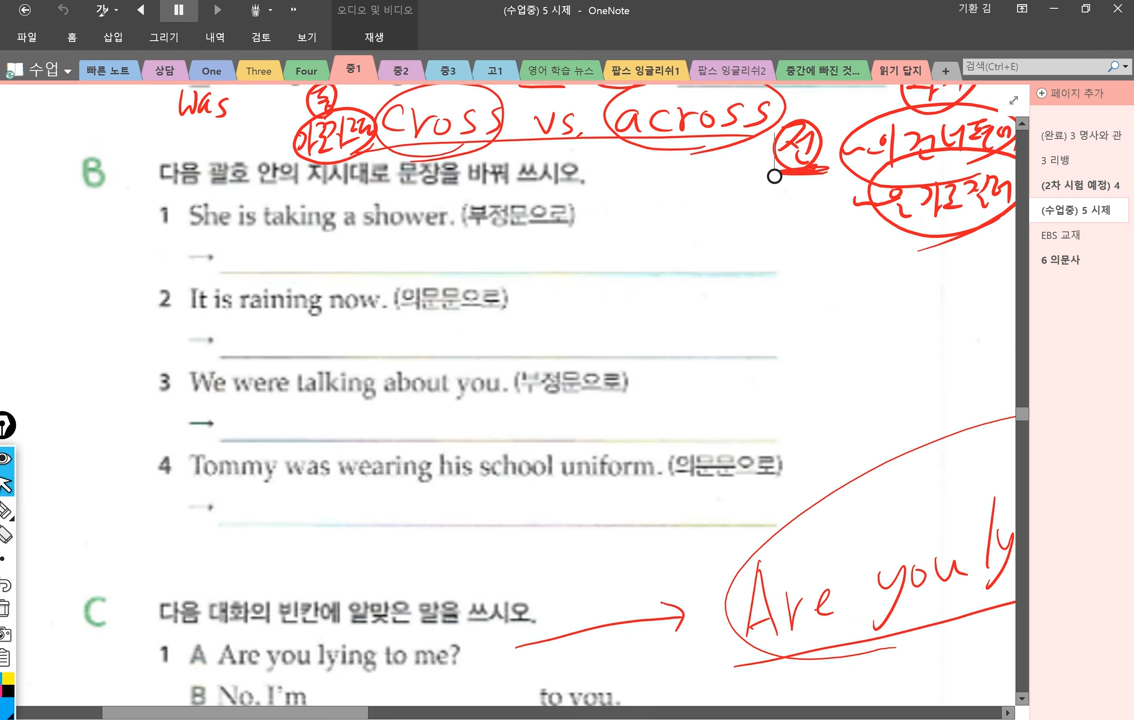 오디오 및 비디오
(수업중) 5 시제 - OneNote
기환 김
파일 홈 삽입 그리기 내역 검토 보기 재생
수업 빠른 노트 상담 One Three Four 중1 중2 중3 고1 영어 학습 뉴스 팝스 잉글리쉬1 팝스 잉글리쉬2 중간에 빠진 것... 읽기 답지 + 검색(Ctrl+E)
페이지 추가
(완료) 3 명사와 관
3 리뱅
(2차 시험 예정) 4
(수업중) 5 시제
EBS 교재
6 의문사
was
cross vs. across
전
B 다음 괄호 안의 지시대로 문장을 바꿔 쓰시오.
1 She is taking a shower. (부정문으로)
→
2 It is raining now. (의문문으로)
→
3 We were talking about you. (부정문으로)
→
4 Tommy was wearing his school uniform. (의문문으로)
→
Are you ly
C 다음 대화의 빈칸에 알맞은 말을 쓰시오.
1 A Are you lying to me?
B No, I'm to you.